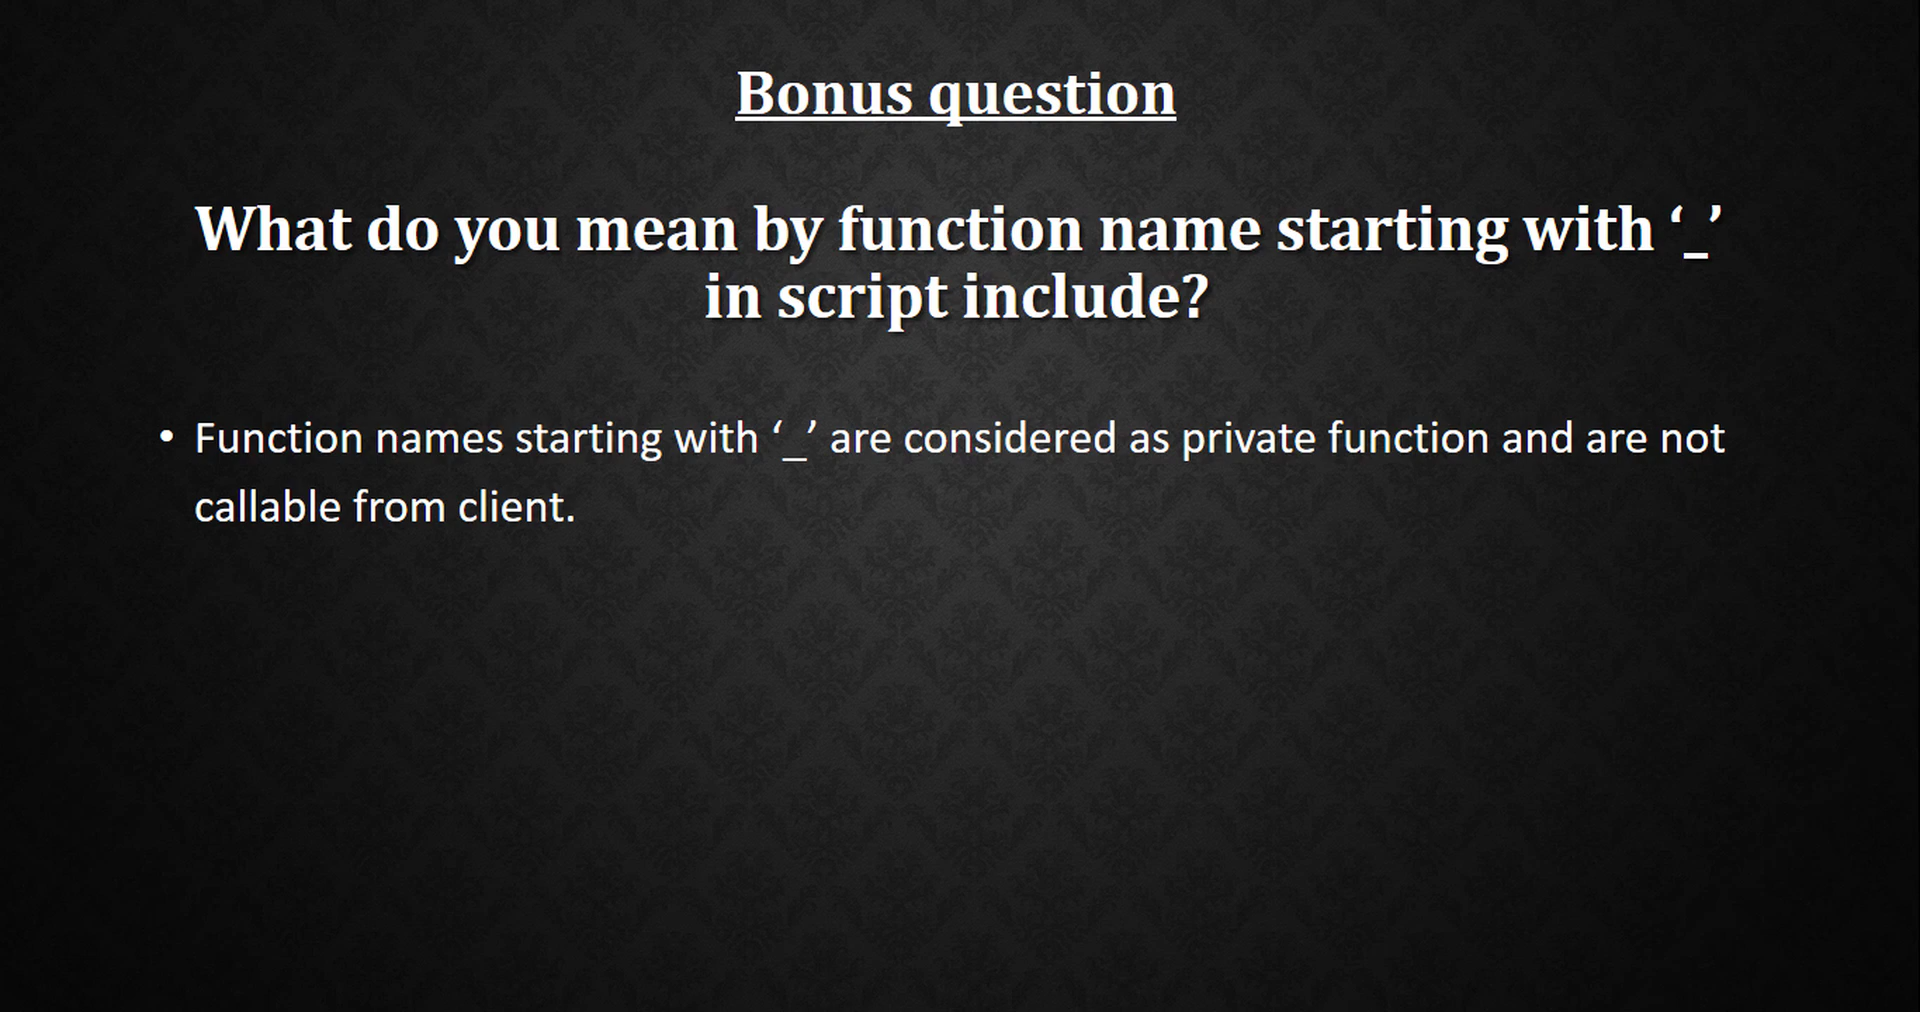 Bonus question
What do you mean by function name starting with ‘_’
in script include?
• Function names starting with ‘_’ are considered as private function and are not
callable from client.